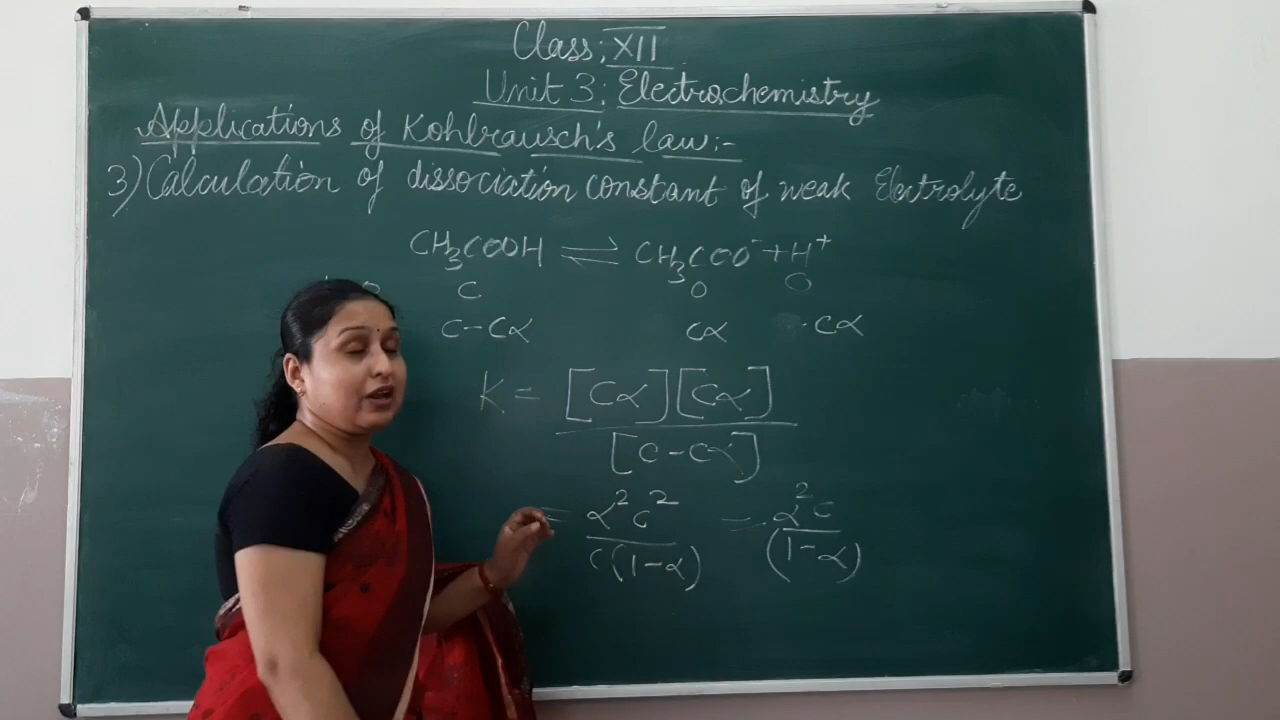 Class: XII
Unit 3: Electrochemistry
Applications of Kohlrausch's law:-
3) Calculation of dissociation constant of weak Electrolyte
CH₃COOH ⇌ CH₃COO⁻ + H⁺
C 0 0
C-Cα Cα Cα
K = [Cα][Cα] / [C-Cα]
= α²C² / C(1-α) = α²C / (1-α)